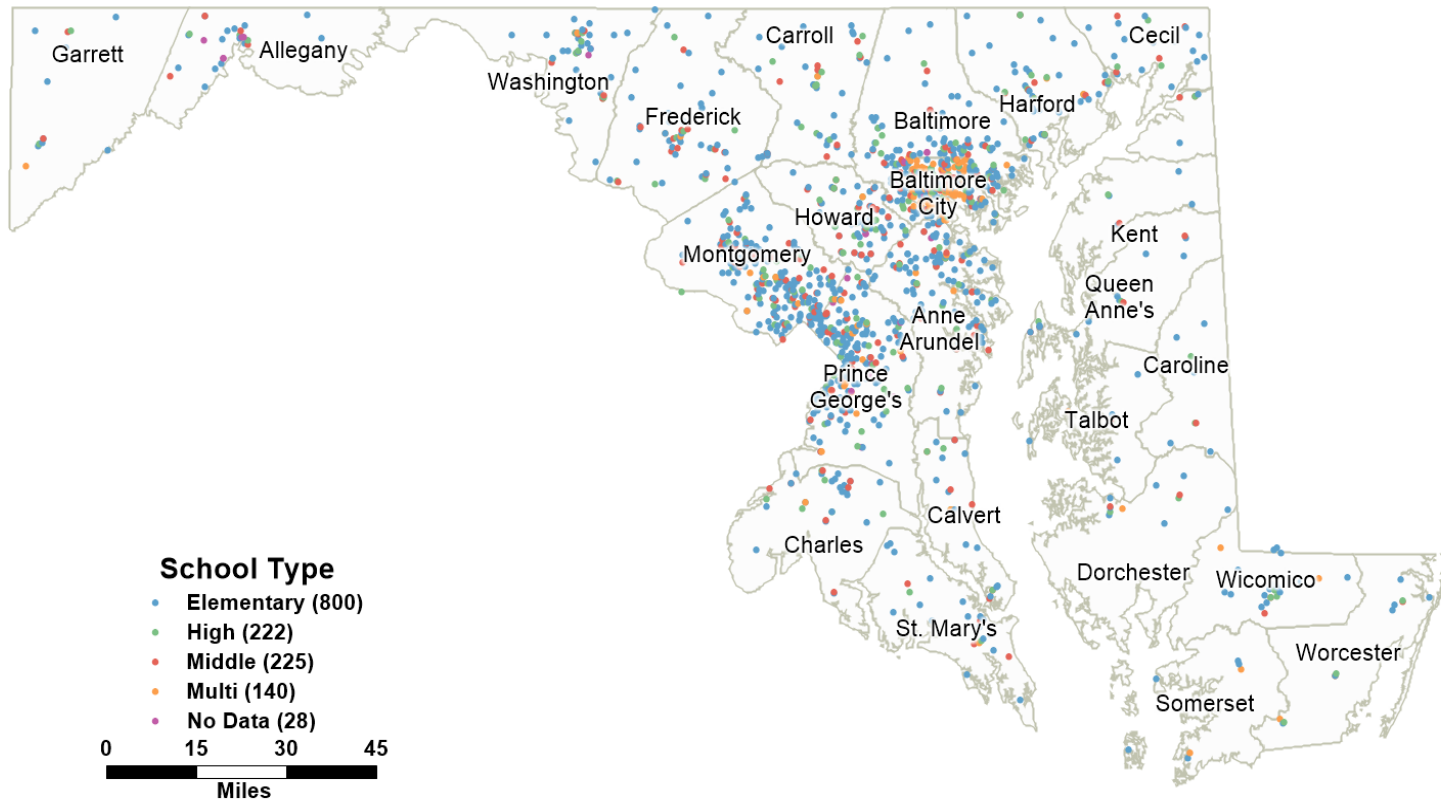 Garrett
Allegany
Washington
Frederick
Carroll
Baltimore
Harford
Cecil
Baltimore
City
Howard
Montgomery
Kent
Queen
Anne's
Anne
Arundel
Prince
George's
Caroline
Talbot
Calvert
Charles
Dorchester
Wicomico
St. Mary's
Worcester
Somerset
School Type
Elementary (800)
High (222)
Middle (225)
Multi (140)
No Data (28)
0 15 30 45
Miles